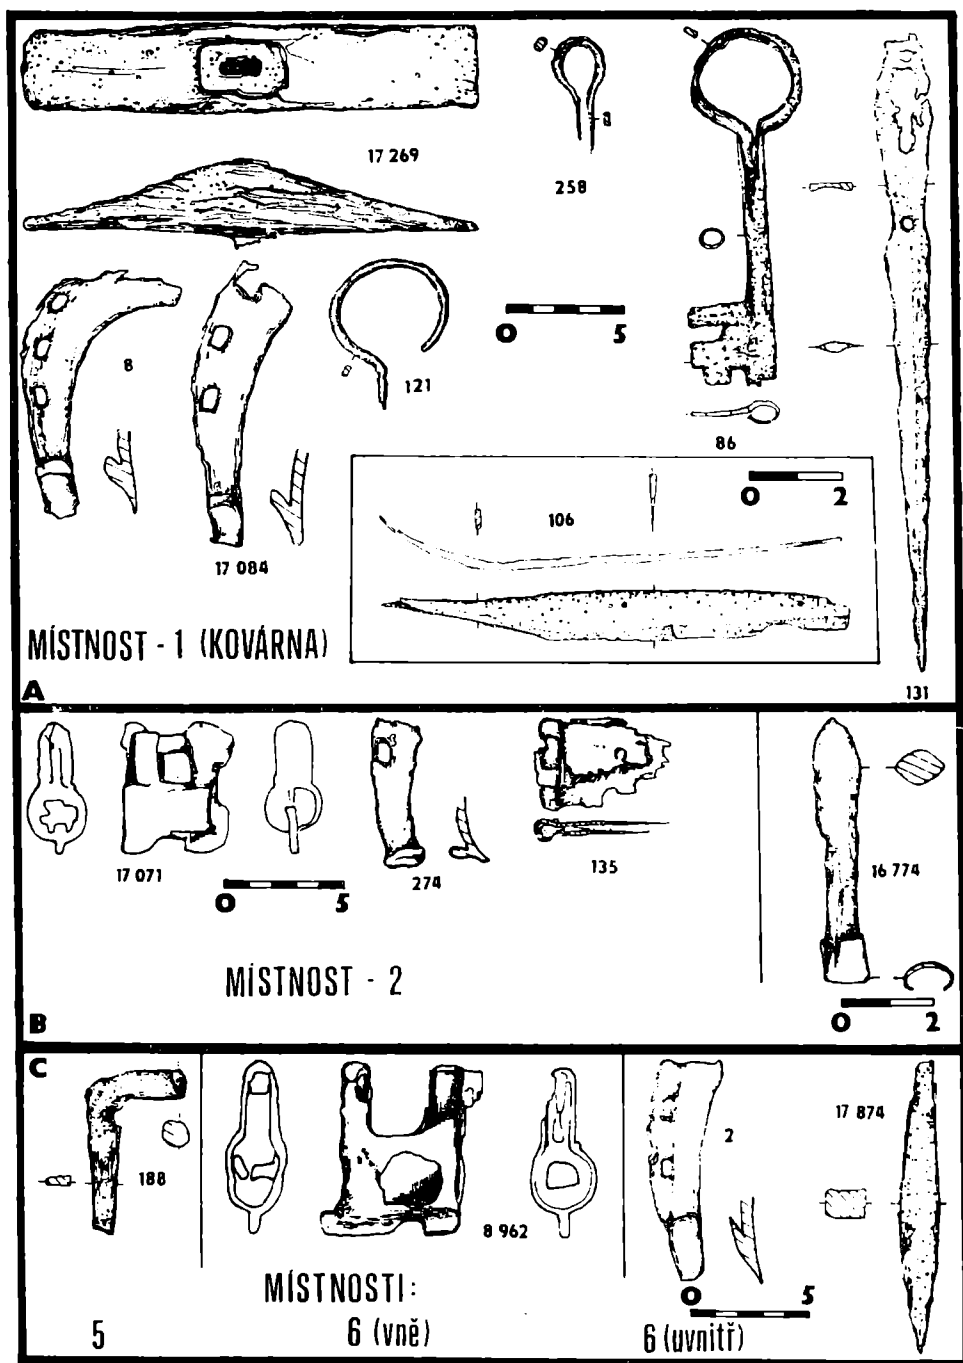 17 269
258
0 5
8
121
86
17 084
106
0 2
MÍSTNOST - 1 (KOVÁRNA)
A
131
17 071
274
135
16 774
0 5
MÍSTNOST - 2
0 2
B
C
188
8 962
2
17 874
MÍSTNOSTI:
0 5
5
6 (vně)
6 (uvnitř)